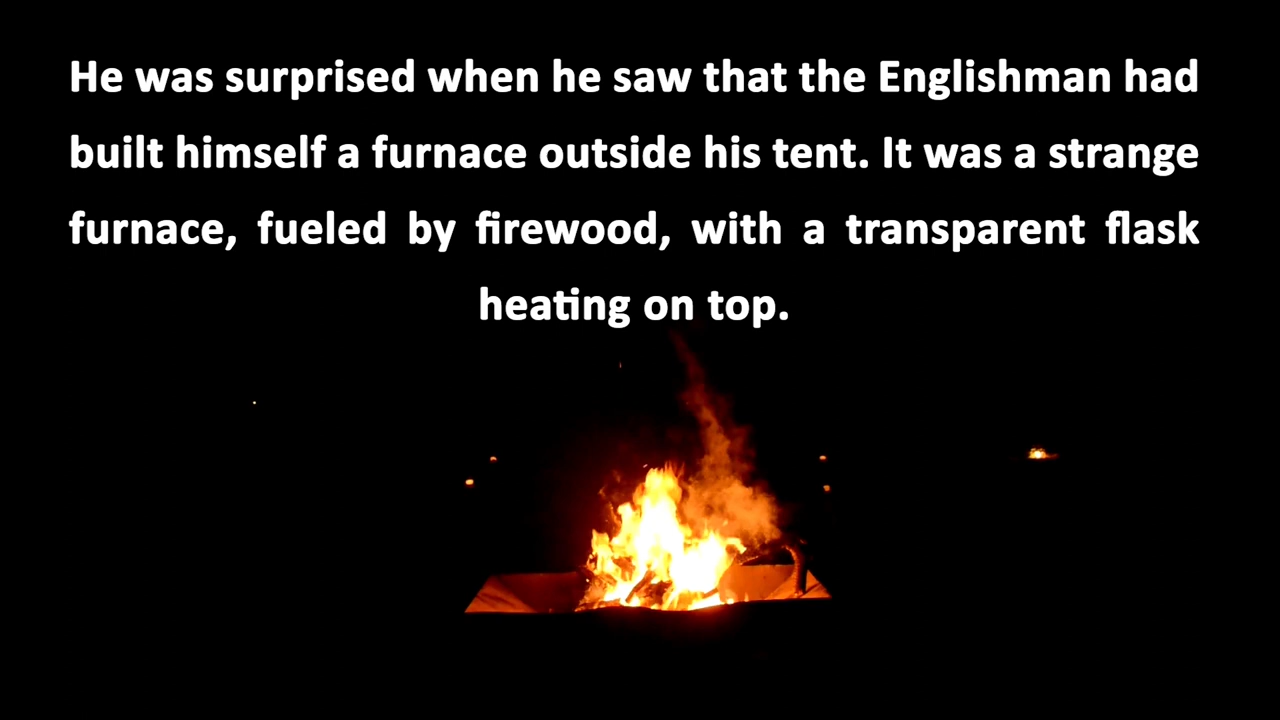 He was surprised when he saw that the Englishman had
built himself a furnace outside his tent. It was a strange
furnace, fueled by firewood, with a transparent flask
heating on top.